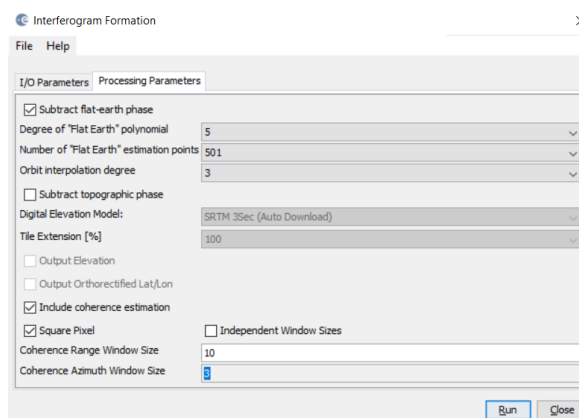 Interferogram Formation
File Help
I/O Parameters Processing Parameters
Subtract flat-earth phase
Degree of "Flat Earth" polynomial 5
Number of "Flat Earth" estimation points 501
Orbit interpolation degree 3
Subtract topographic phase
Digital Elevation Model: SRTM 3Sec (Auto Download)
Tile Extension [%] 100
Output Elevation
Output Orthorectified Lat/Lon
Include coherence estimation
Square Pixel Independent Window Sizes
Coherence Range Window Size 10
Coherence Azimuth Window Size 3
Run Close